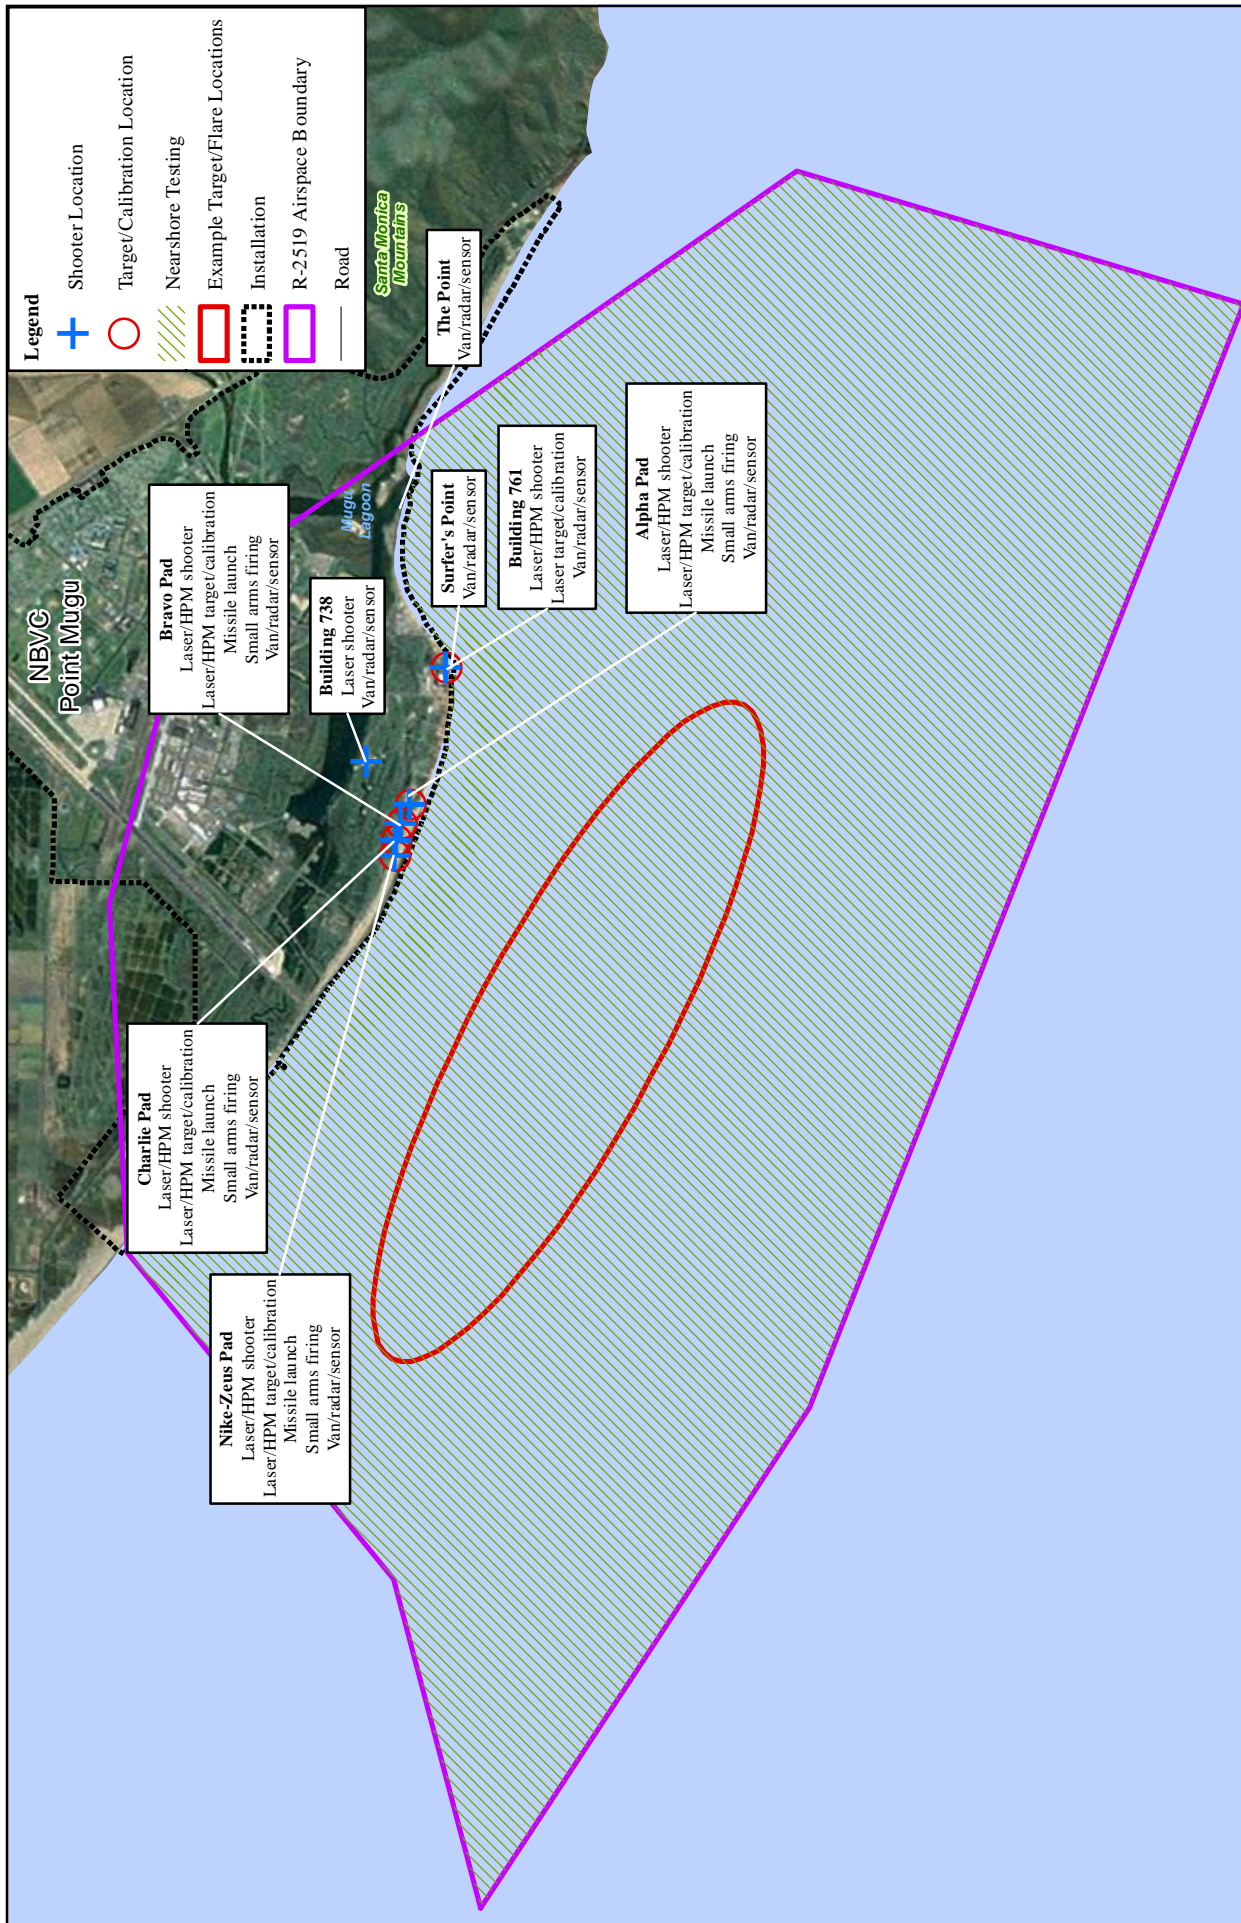 Legend
Shooter Location
Target/Calibration Location
Nearshore Testing
Example Target/Flare Locations
Installation
R-2519 Airspace Boundary
Road
NBVC
Point Mugu
Santa Monica
Mountains
Mugu
Lagoon
The Point
Van/radar/sensor
Bravo Pad
Laser/HPM shooter
Laser/HPM target/calibration
Missile launch
Small arms firing
Van/radar/sensor
Building 738
Laser shooter
Van/radar/sensor
Surfer's Point
Van/radar/sensor
Building 761
Laser/HPM shooter
Laser target/calibration
Van/radar/sensor
Alpha Pad
Laser/HPM shooter
Laser/HPM target/calibration
Missile launch
Small arms firing
Van/radar/sensor
Charlie Pad
Laser/HPM shooter
Laser/HPM target/calibration
Missile launch
Small arms firing
Van/radar/sensor
Nike-Zeus Pad
Laser/HPM shooter
Laser/HPM target/calibration
Missile launch
Small arms firing
Van/radar/sensor